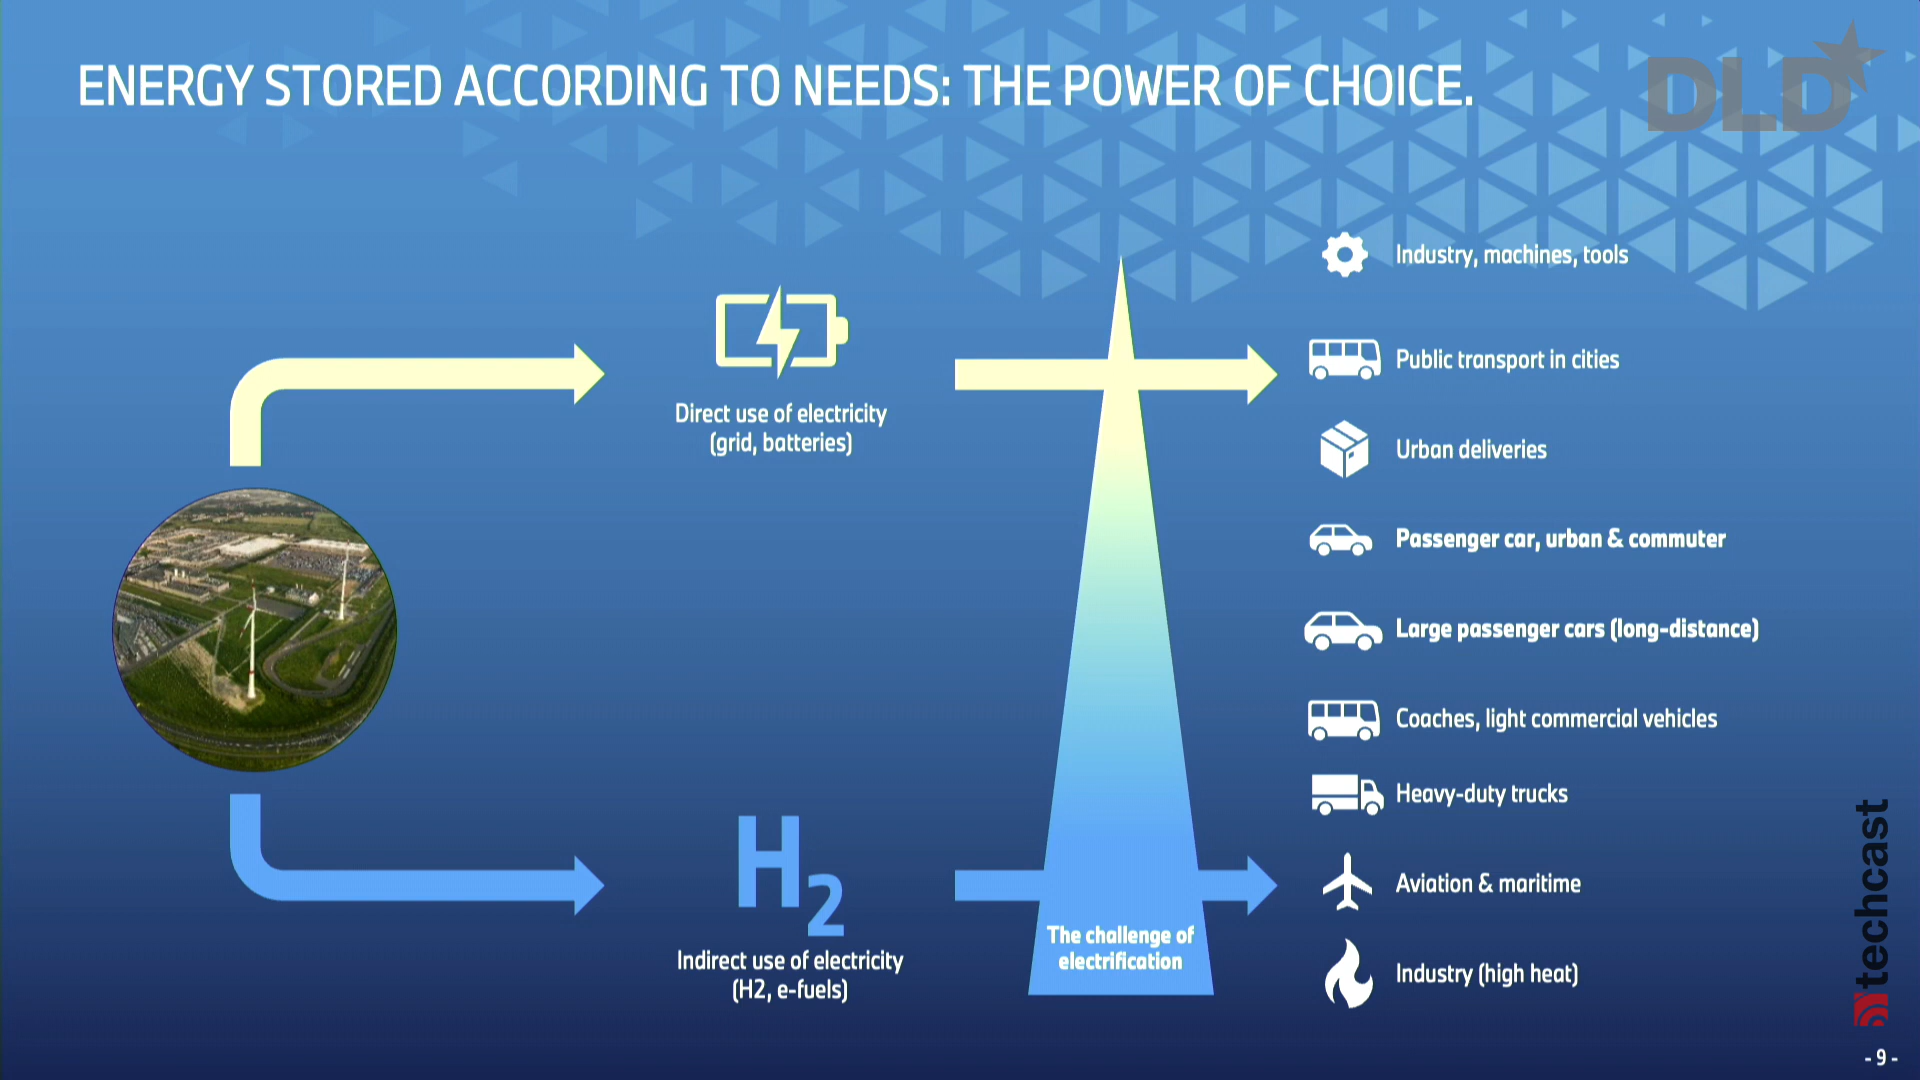 ENERGY STORED ACCORDING TO NEEDS: THE POWER OF CHOICE.
DLD
Direct use of electricity
(grid, batteries)
H2
Indirect use of electricity
(H2, e-fuels)
The challenge of
electrification
Industry, machines, tools
Public transport in cities
Urban deliveries
Passenger car, urban & commuter
Large passenger cars (long-distance)
Coaches, light commercial vehicles
Heavy-duty trucks
Aviation & maritime
Industry (high heat)
techcast
- 9 -